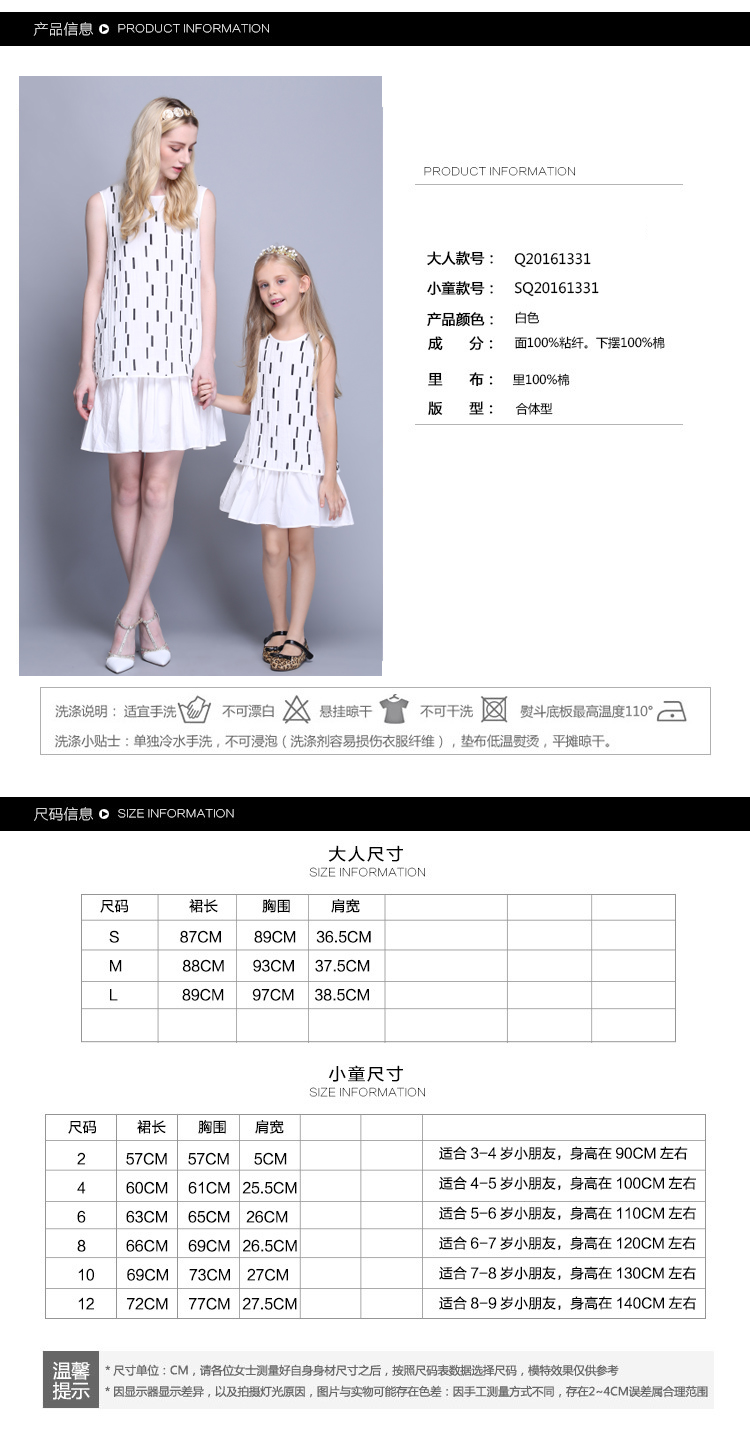 产品信息 PRODUCT INFORMATION
PRODUCT INFORMATION
大人款号： Q20161331
小童款号： SQ20161331
产品颜色： 白色
成 分： 面100%粘纤。下摆100%棉
里 布： 里100%棉
版 型： 合体型
洗涤说明： 适宜手洗 不可漂白 悬挂晾干 不可干洗 熨斗底板最高温度110°
洗涤小贴士：单独冷水手洗，不可浸泡（洗涤剂容易损伤衣服纤维），垫布低温熨烫，平摊晾干。
尺码信息 SIZE INFORMATION
大人尺寸
SIZE INFORMATION
尺码 裙长 胸围 肩宽
S 87CM 89CM 36.5CM
M 88CM 93CM 37.5CM
L 89CM 97CM 38.5CM
小童尺寸
SIZE INFORMATION
尺码 裙长 胸围 肩宽
2 57CM 57CM 5CM 适合 3-4 岁小朋友，身高在 90CM 左右
4 60CM 61CM 25.5CM 适合 4-5 岁小朋友，身高在 100CM 左右
6 63CM 65CM 26CM 适合 5-6 岁小朋友，身高在 110CM 左右
8 66CM 69CM 26.5CM 适合 6-7 岁小朋友，身高在 120CM 左右
10 69CM 73CM 27CM 适合 7-8 岁小朋友，身高在 130CM 左右
12 72CM 77CM 27.5CM 适合 8-9 岁小朋友，身高在 140CM 左右
温馨
提示
* 尺寸单位：CM，请各位女士测量好自身身材尺寸之后，按照尺码表数据选择尺码，模特效果仅供参考
* 因显示器显示差异，以及拍摄灯光原因，图片与实物可能存在色差：因手工测量方式不同，存在2~4CM误差属合理范围